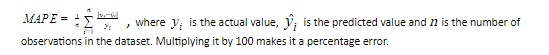 MAPE = 1/n Σ i=1 n |yᵢ-ŷᵢ| / yᵢ , where yᵢ is the actual value, ŷᵢ is the predicted value and n is the number of
observations in the dataset. Multiplying it by 100 makes it a percentage error.